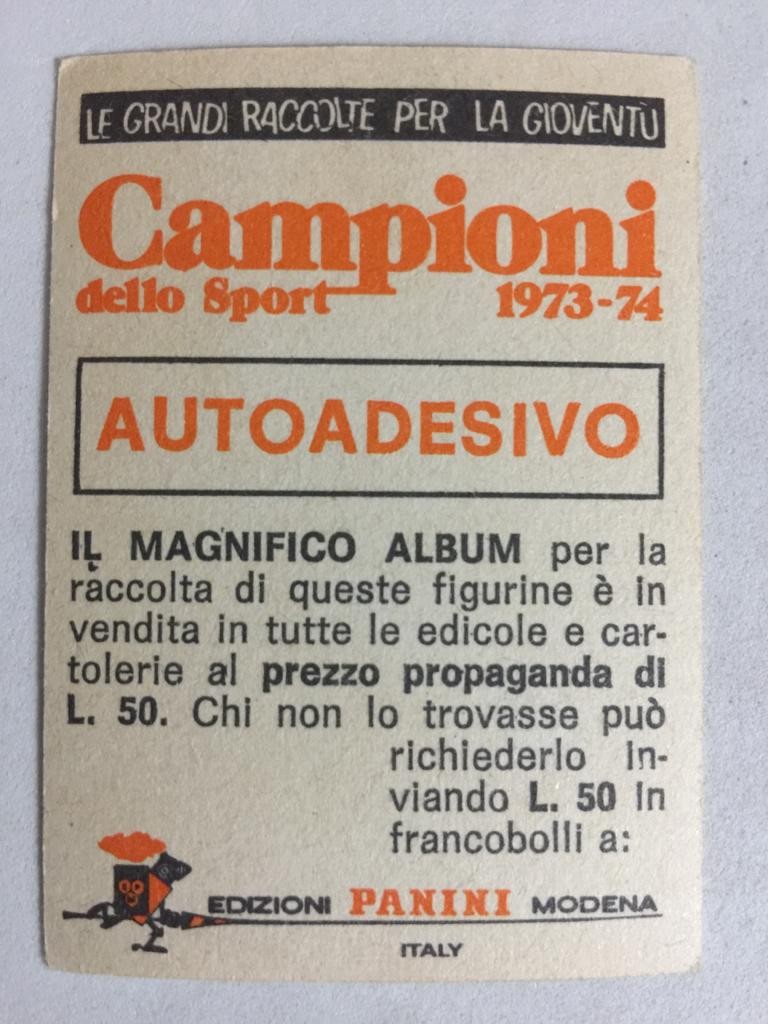 LE GRANDI RACCOLTE PER LA GIOVENTÙ
Campioni
dello Sport 1973-74
AUTOADESIVO
IL MAGNIFICO ALBUM per la
raccolta di queste figurine è in
vendita in tutte le edicole e car-
tolerie al prezzo propaganda di
L. 50. Chi non lo trovasse può
richiederlo in-
viando L. 50 in
francobolli a:
EDIZIONI PANINI MODENA
ITALY